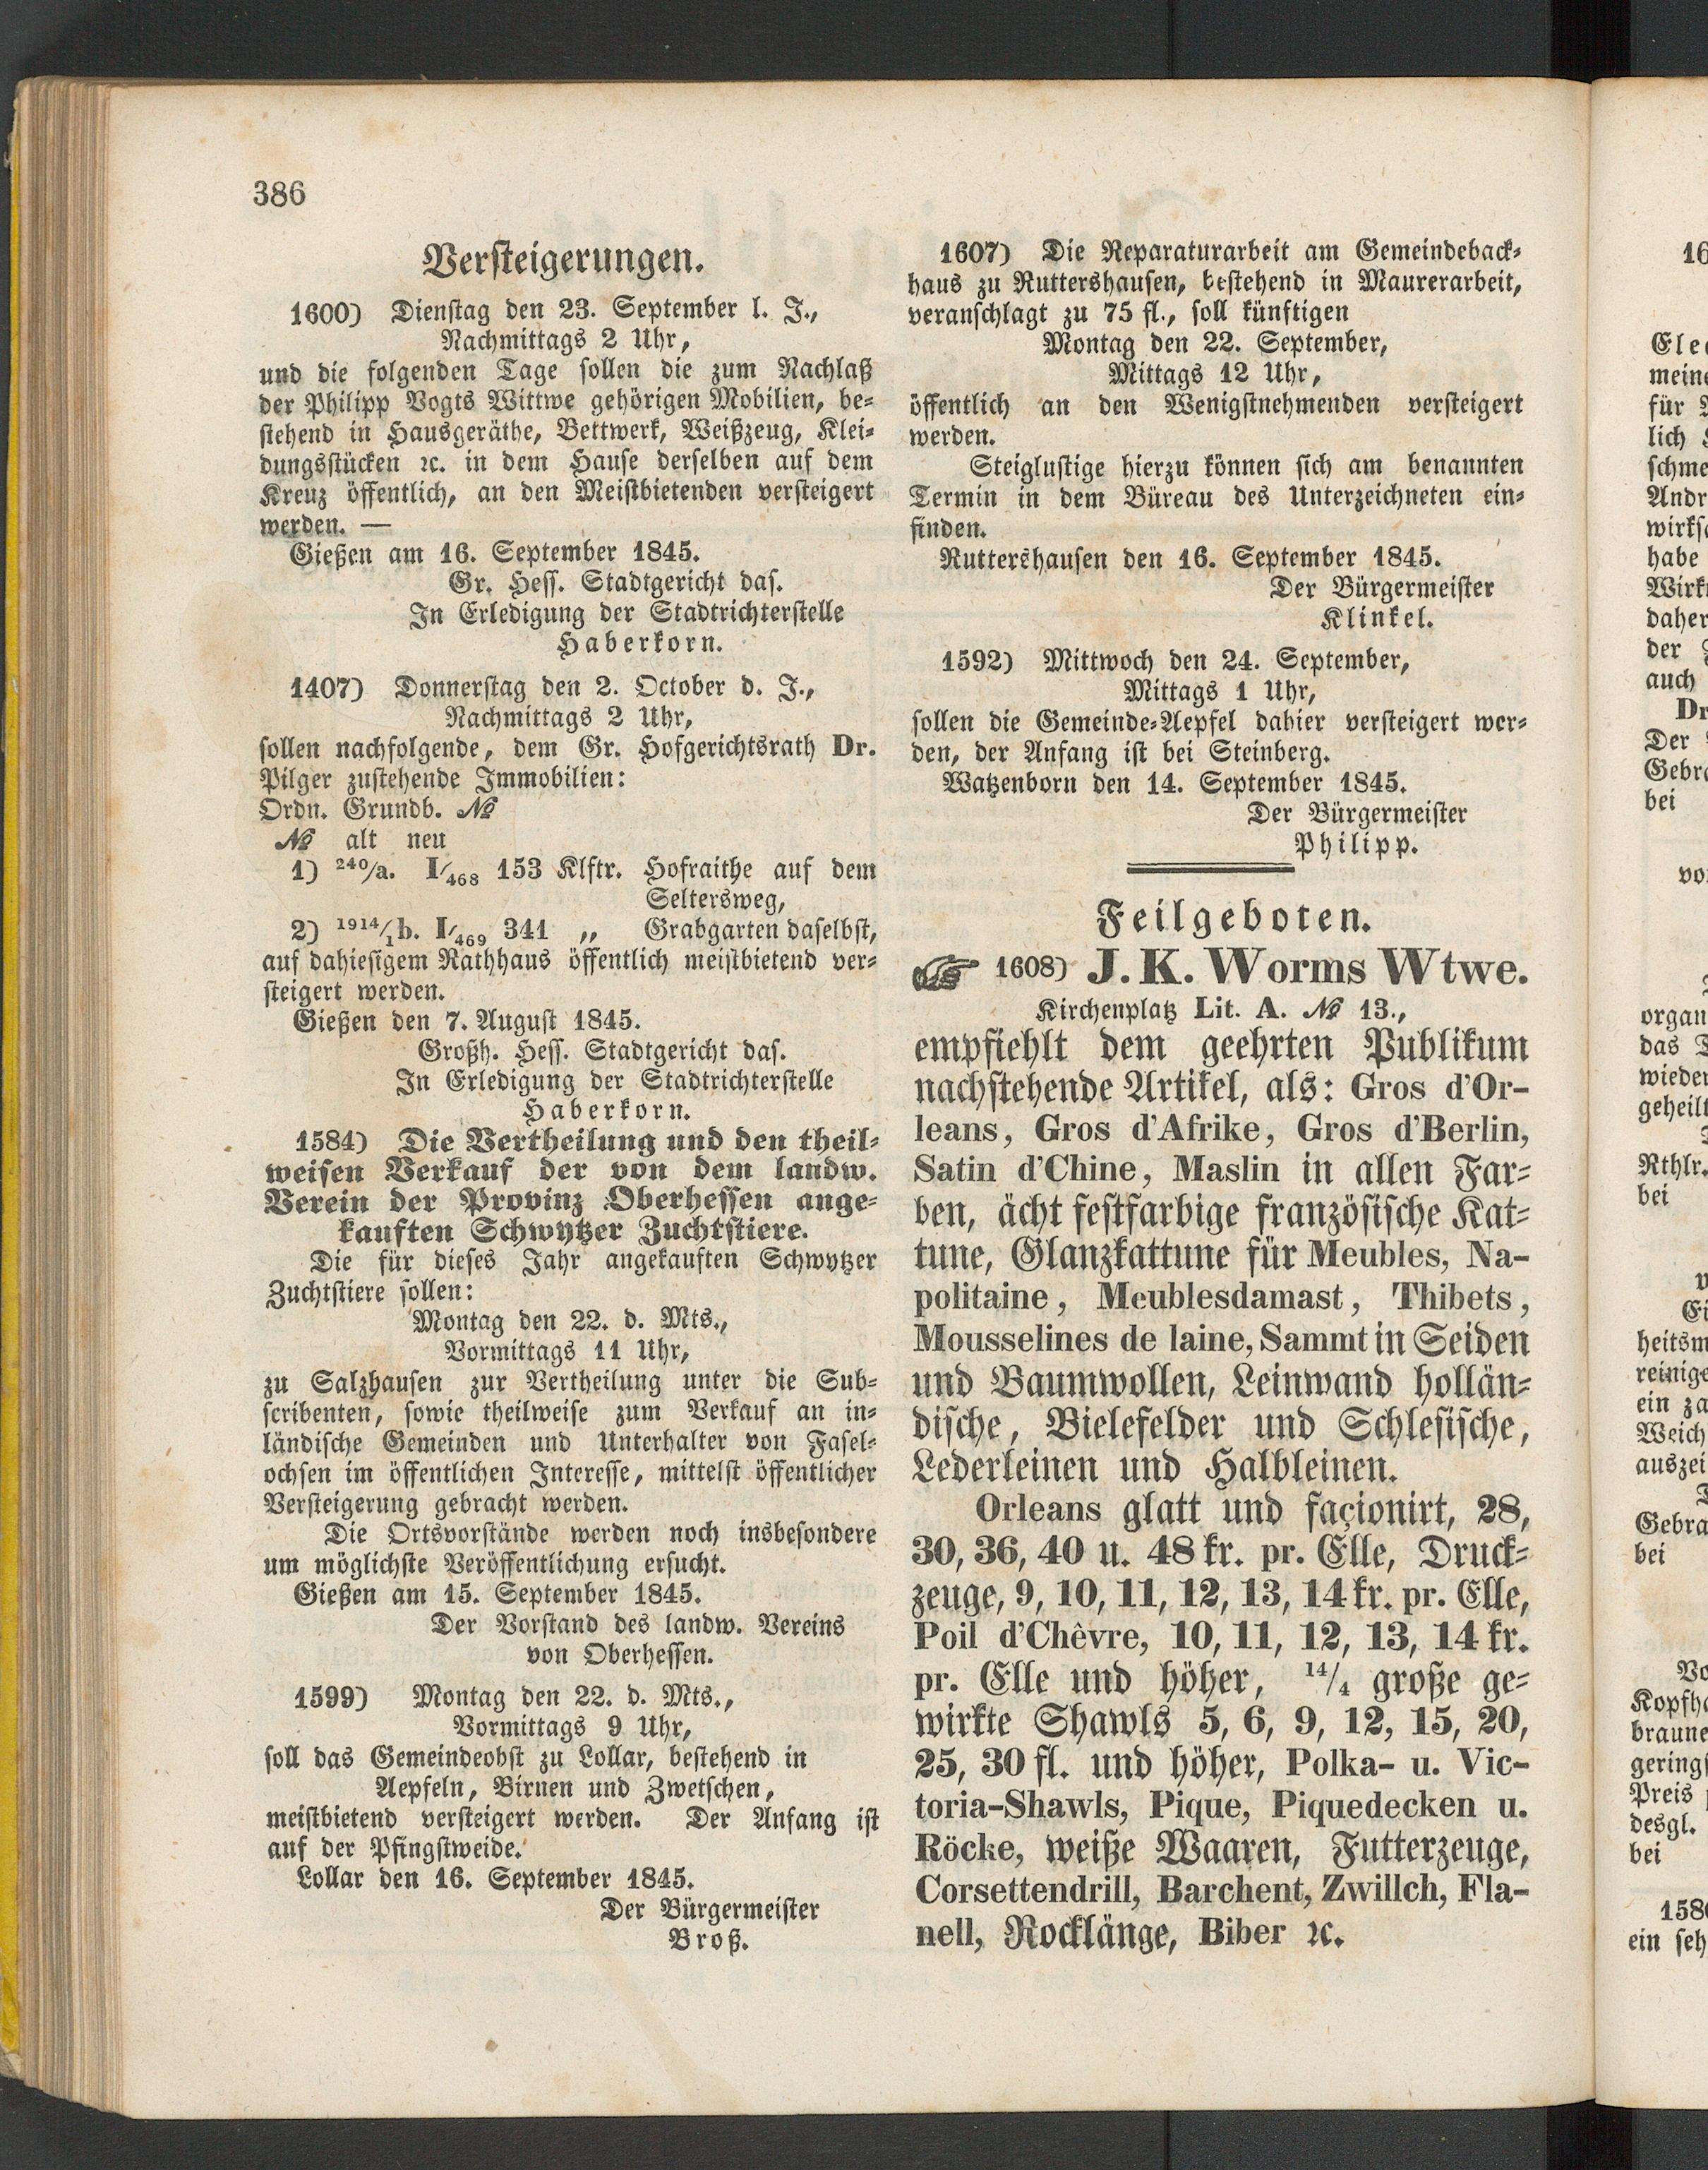 386
Versteigerungen.
1600) Dienstag den 23. September l. J.,
Nachmittags 2 Uhr,
und die folgenden Tage sollen die zum Nachlaß
der Philipp Vogts Wittwe gehörigen Mobilien, be-
stehend in Hausgeräthe, Bettwerk, Weißzeug, Klei-
dungsstücken ꝛc. in dem Hause derselben auf dem
Kreuz öffentlich, an den Meistbietenden versteigert
werden. —
Gießen am 16. September 1845.
Gr. Hess. Stadtgericht das.
In Erledigung der Stadtrichterstelle
Haberkorn.
1407) Donnerstag den 2. October d. J.,
Nachmittags 2 Uhr,
sollen nachfolgende, dem Gr. Hofgerichtsrath Dr.
Pilger zustehende Immobilien:
Ordn. Grundb. №
№ alt neu
1) 240/a. I/468 153 Klftr. Hofraithe auf dem
Seltersweg,
2) 1914/1b. I/469 341 „ Grabgarten daselbst,
auf dahiesigem Rathhaus öffentlich meistbietend ver-
steigert werden.
Gießen den 7. August 1845.
Großh. Hess. Stadtgericht das.
In Erledigung der Stadtrichterstelle
Haberkorn.
1584) Die Vertheilung und den theil-
weisen Verkauf der von dem landw.
Verein der Provinz Oberhessen ange-
kauften Schwytzer Zuchtstiere.
Die für dieses Jahr angekauften Schwytzer
Zuchtstiere sollen:
Montag den 22. d. Mts.,
Vormittags 11 Uhr,
zu Salzhausen zur Vertheilung unter die Sub-
scribenten, sowie theilweise zum Verkauf an in-
ländische Gemeinden und Unterhalter von Fasel-
ochsen im öffentlichen Interesse, mittelst öffentlicher
Versteigerung gebracht werden.
Die Ortsvorstände werden noch insbesondere
um möglichste Veröffentlichung ersucht.
Gießen am 15. September 1845.
Der Vorstand des landw. Vereins
von Oberhessen.
1599) Montag den 22. d. Mts.,
Vormittags 9 Uhr,
soll das Gemeindeobst zu Lollar, bestehend in
Aepfeln, Birnen und Zwetschen,
meistbietend versteigert werden. Der Anfang ist
auf der Pfingstweide.
Lollar den 16. September 1845.
Der Bürgermeister
Broß.
1607) Die Reparaturarbeit am Gemeindeback-
haus zu Ruttershausen, bestehend in Maurerarbeit,
veranschlagt zu 75 fl., soll künftigen
Montag den 22. September,
Mittags 12 Uhr,
öffentlich an den Wenigstnehmenden versteigert
werden.
Steiglustige hierzu können sich am benannten
Termin in dem Büreau des Unterzeichneten ein-
finden.
Ruttershausen den 16. September 1845.
Der Bürgermeister
Klinkel.
1592) Mittwoch den 24. September,
Mittags 1 Uhr,
sollen die Gemeinde-Aepfel dahier versteigert wer-
den, der Anfang ist bei Steinberg.
Watzenborn den 14. September 1845.
Der Bürgermeister
Philipp.
Feilgeboten.
☞ 1608) J. K. Worms Wtwe.
Kirchenplatz Lit. A. № 13.,
empfiehlt dem geehrten Publikum
nachstehende Artikel, als: Gros d'Or-
leans, Gros d'Afrike, Gros d'Berlin,
Satin d'Chine, Maslin in allen Far-
ben, ächt festfarbige französische Kat-
tune, Glanzkattune für Meubles, Na-
politaine, Meublesdamast, Thibets,
Mousselines de laine, Sammt in Seiden
und Baumwollen, Leinwand hollän-
dische, Bielefelder und Schlesische,
Lederleinen und Halbleinen.
Orleans glatt und façionirt, 28,
30, 36, 40 u. 48 kr. pr. Elle, Druck-
zeuge, 9, 10, 11, 12, 13, 14 kr. pr. Elle,
Poil d'Chêvre, 10, 11, 12, 13, 14 kr.
pr. Elle und höher, 14/4 große ge-
wirkte Shawls 5, 6, 9, 12, 15, 20,
25, 30 fl. und höher, Polka- u. Vic-
toria-Shawls, Pique, Piquedecken u.
Röcke, weiße Waaren, Futterzeuge,
Corsettendrill, Barchent, Zwillch, Fla-
nell, Rocklänge, Biber ꝛc.